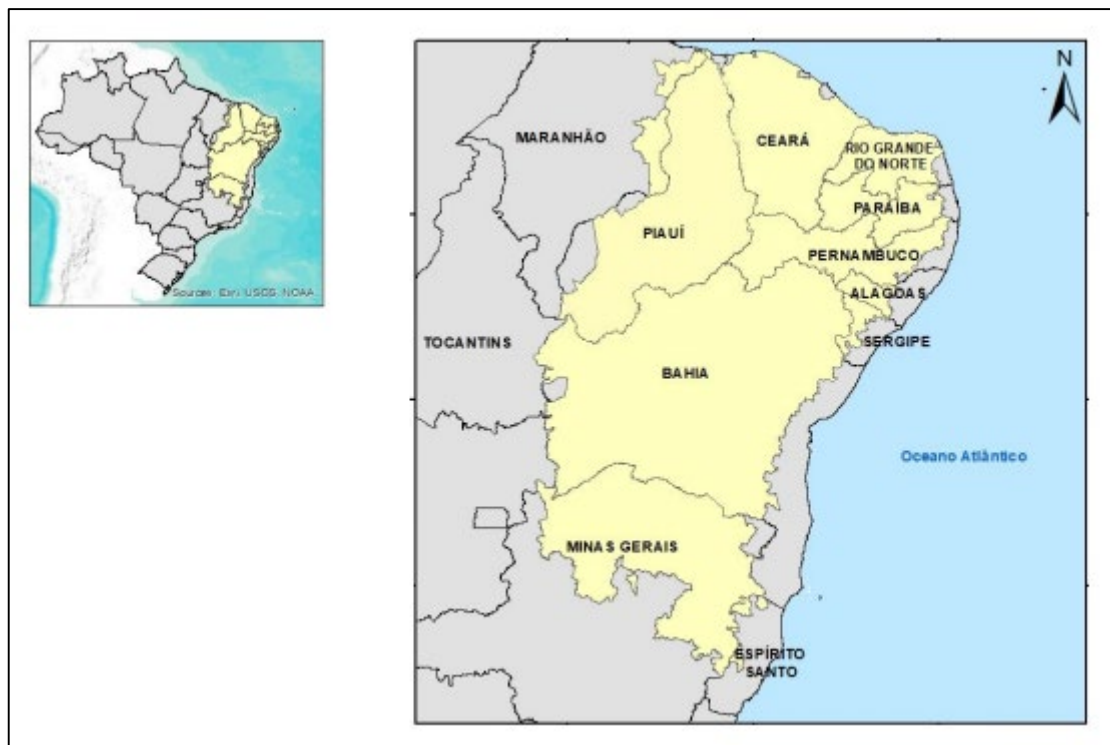 Source: Esri, USGS, NOAA
N
MARANHÃO
CEARÁ
RIO GRANDE
DO NORTE
PARAÍBA
PIAUÍ
PERNAMBUCO
ALAGOAS
TOCANTINS
SERGIPE
BAHIA
Oceano Atlântico
MINAS GERAIS
ESPÍRITO
SANTO